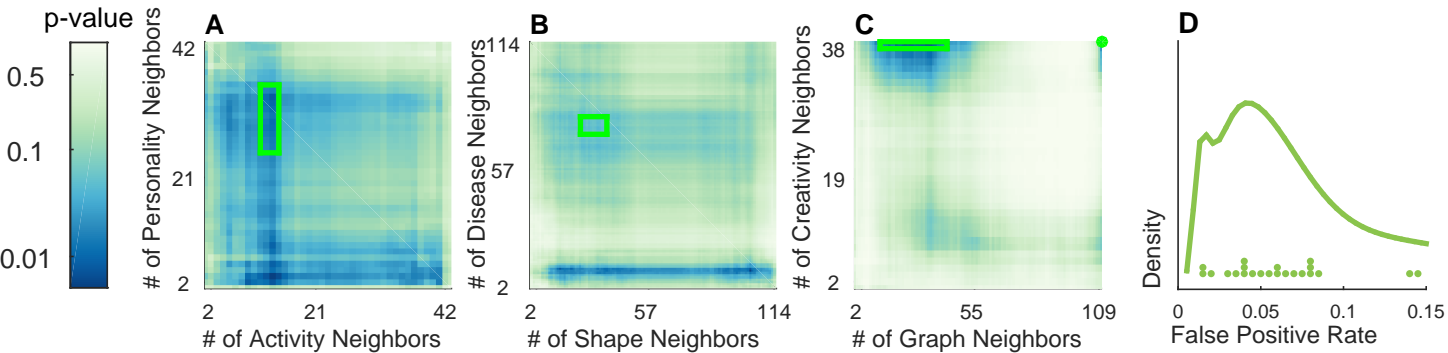 p-value
0.5
0.1
0.01
A
# of Personality Neighbors
42
21
2
2 21 42
# of Activity Neighbors
B
# of Disease Neighbors
114
57
2
2 57 114
# of Shape Neighbors
C
# of Creativity Neighbors
38
19
2
2 55 109
# of Graph Neighbors
D
Density
0 0.05 0.1 0.15
False Positive Rate